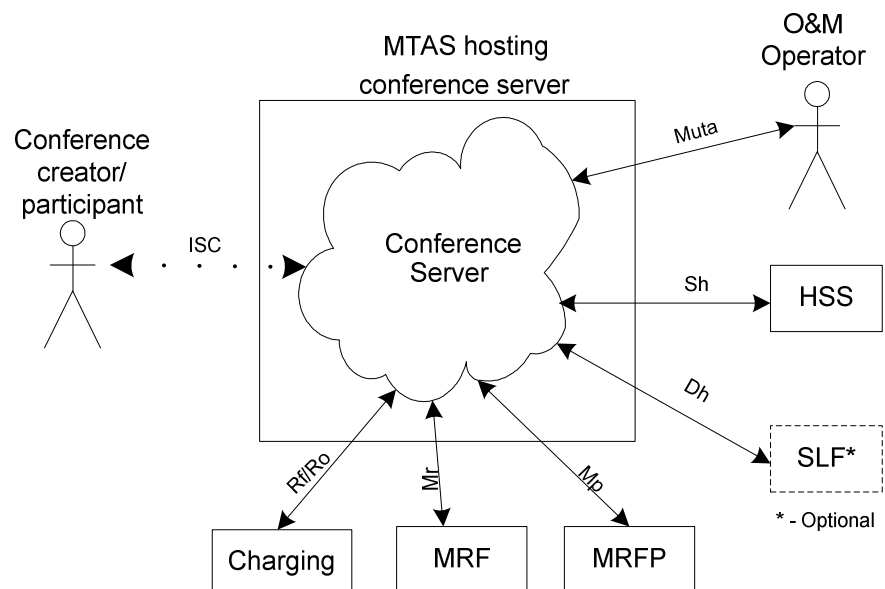 MTAS hosting
conference server
O&M
Operator
Conference
creator/
participant
Muta
ISC
Conference
Server
Sh
HSS
Dh
SLF*
* - Optional
Rf/Ro
Mr
Mp
Charging
MRF
MRFP